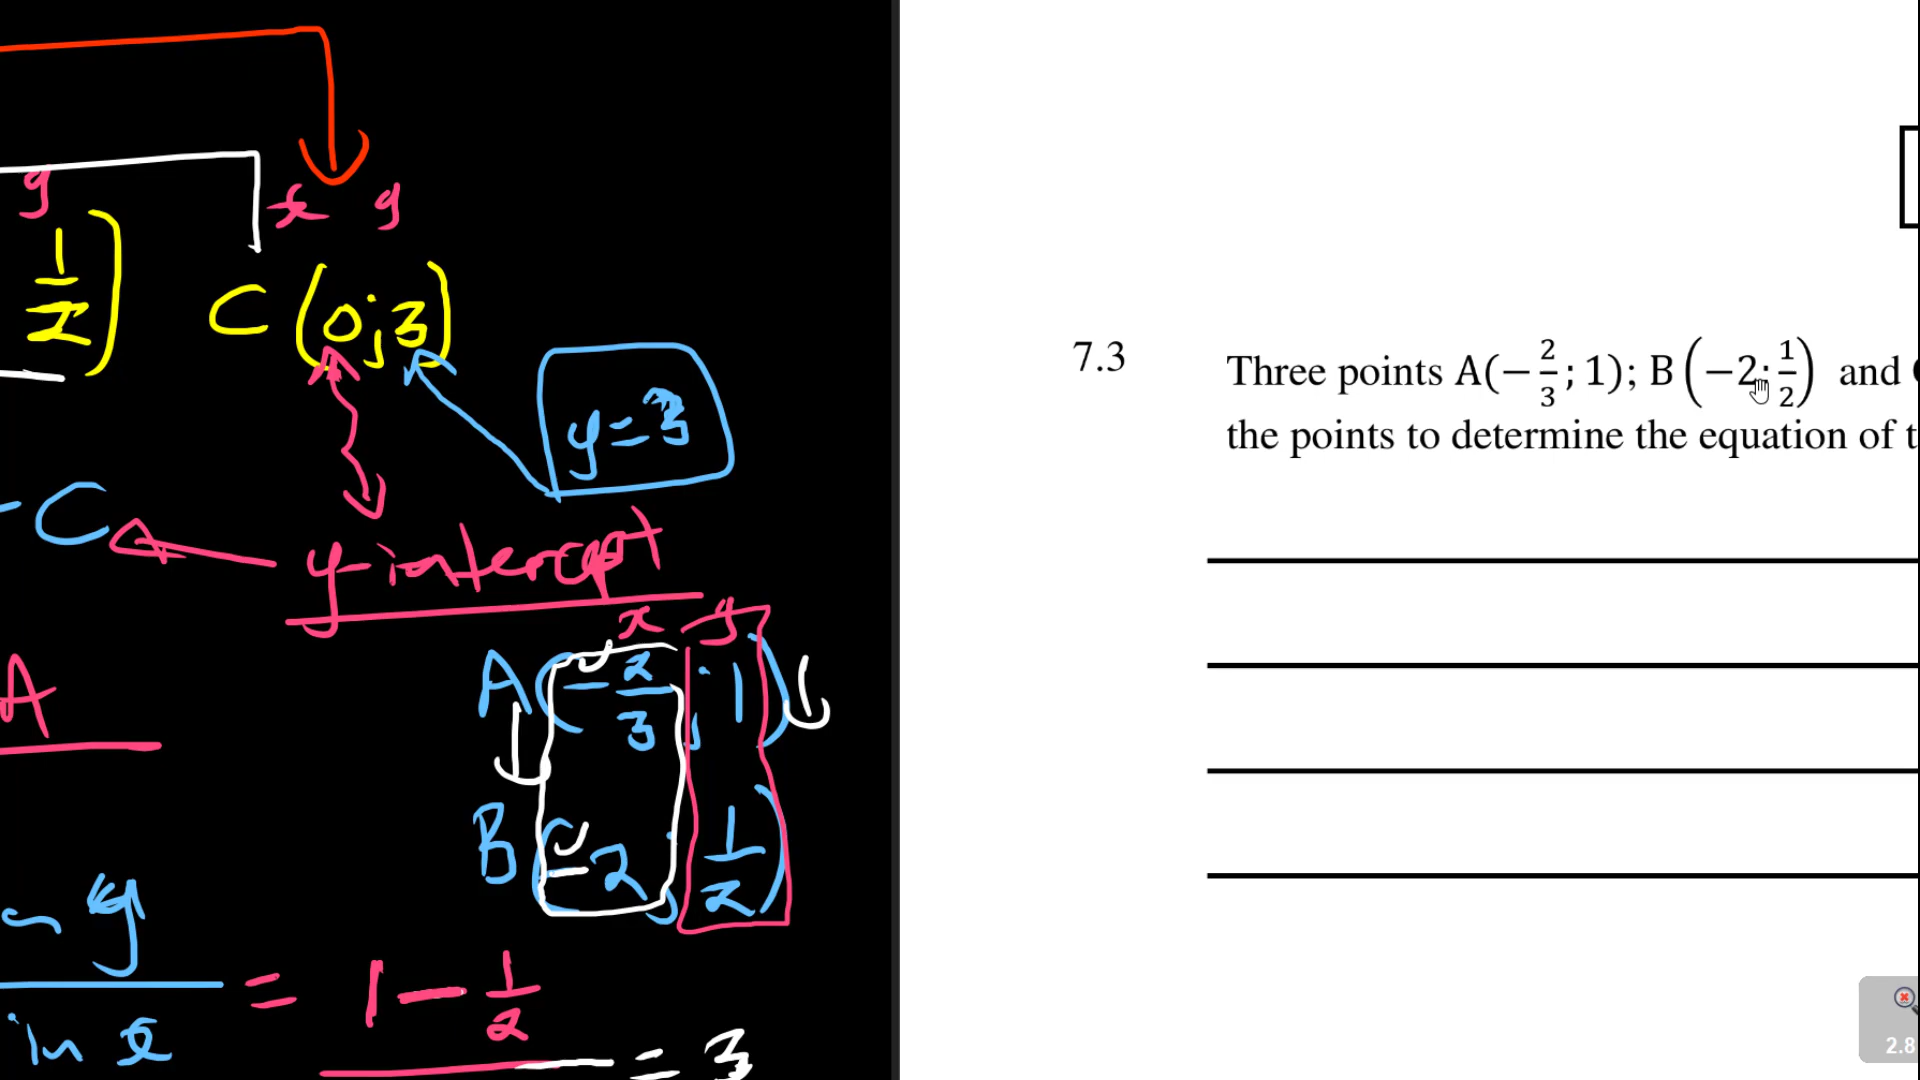 y
x y
1/2) C (0;3)
y=3
C
y-intercept
x y
A(-2/3; 1)
A
B(-2; 1/2)
y = 1-1/2
in x = 3
7.3 Three points A(−2/3; 1); B (−2; 1/2) and
the points to determine the equation of t
2.8